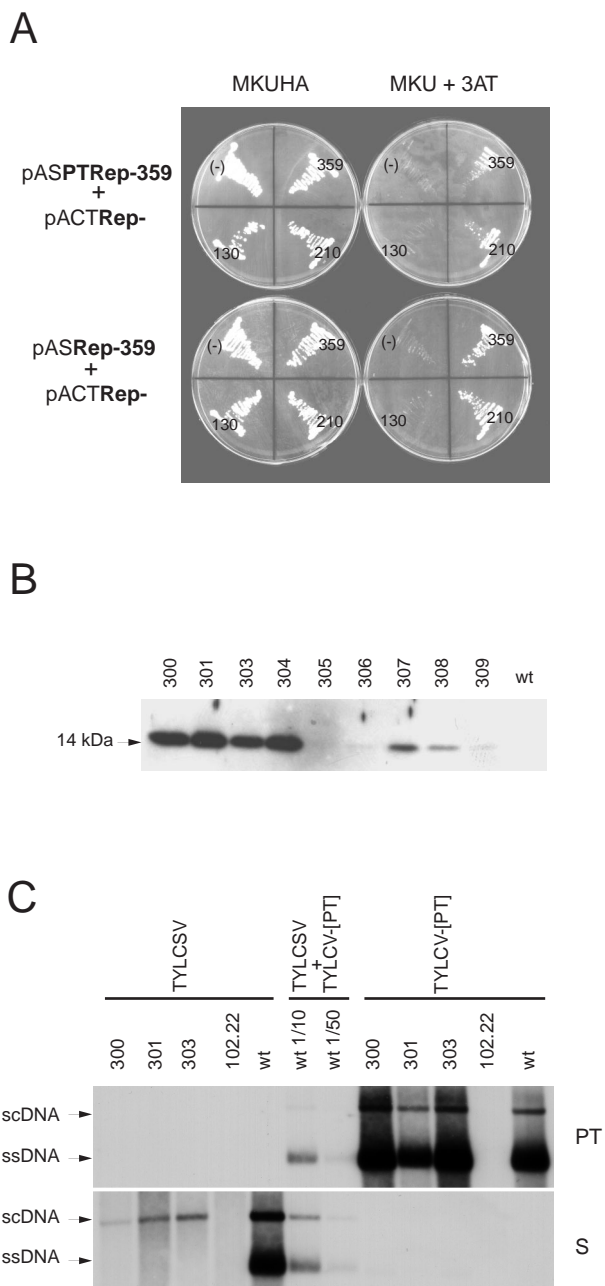 A
MKUHA MKU + 3AT
pASPTRep-359
+
pACTRep-
(-) 359 (-) 359
130 210 130 210
pASRep-359
+
pACTRep-
(-) 359 (-) 359
130 210 130 210
B
300 301 303 304 305 306 307 308 309 wt
14 kDa
C
TYLCSV TYLCSV + TYLCV-[PT] TYLCV-[PT]
300 301 303 102.22 wt wt 1/10 wt 1/50 300 301 303 102.22 wt
scDNA
ssDNA
PT
scDNA
ssDNA
S